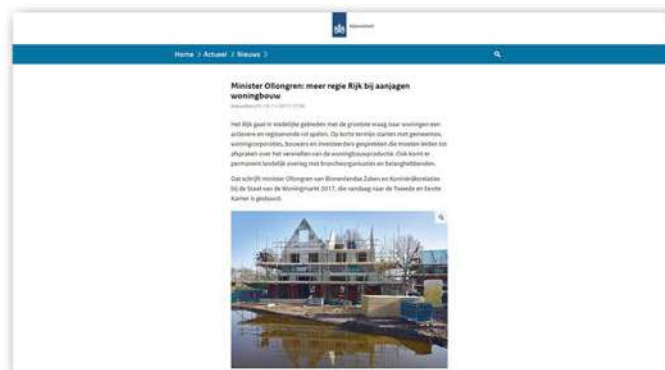 Rijksoverheid
Home > Actueel > Nieuws >
Minister Ollongren: meer regie Rijk bij aanjagen
woningbouw
Nieuwsbericht
Het Rijk gaat in stedelijke gebieden met de grootste vraag naar woningen een
actievere en regisserende rol spelen. Op korte termijn starten met gemeenten,
woningcorporaties, bouwers en investeerders gesprekken die moeten leiden tot
afspraken over het versnellen van de woningbouwproductie. Ook komt er
permanent landelijk overleg met brancheorganisaties en belanghebbenden.
Dat schrijft minister Ollongren van Binnenlandse Zaken en Koninkrijksrelaties
bij de Staat van de Woningmarkt 2017, die vandaag naar de Tweede en Eerste
Kamer is gestuurd.